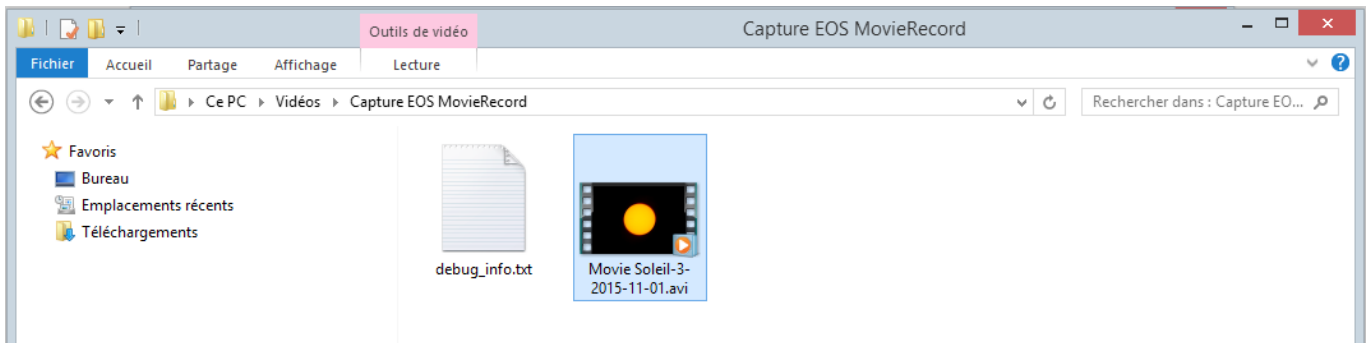 Outils de vidéo
Capture EOS MovieRecord
Fichier Accueil Partage Affichage Lecture
Ce PC Vidéos Capture EOS MovieRecord
Rechercher dans : Capture EO...
Favoris
Bureau
Emplacements récents
Téléchargements
debug_info.txt
Movie Soleil-3-
2015-11-01.avi